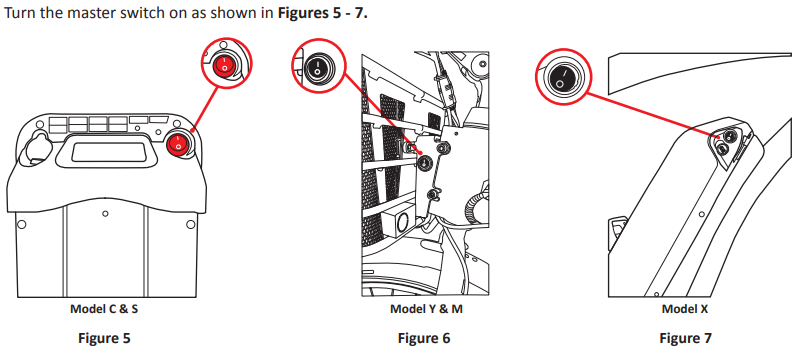 Turn the master switch on as shown in Figures 5 - 7.
Model C & S
Model Y & M
Model X
Figure 5
Figure 6
Figure 7